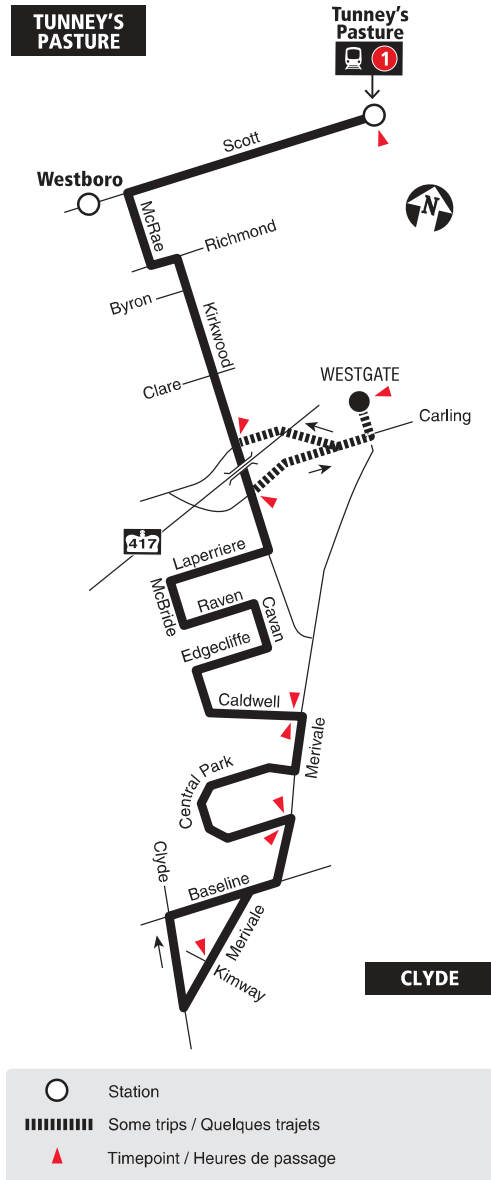 TUNNEY'S
PASTURE
Tunney's
Pasture
1
Scott
Westboro
McRae
N
Richmond
Byron
Kirkwood
Clare
WESTGATE
Carling
417
Laperriere
McBride
Raven
Cavan
Edgecliffe
Caldwell
Merivale
Central Park
Clyde
Baseline
Merivale
Kimway
CLYDE
Station
Some trips / Quelques trajets
Timepoint / Heures de passage